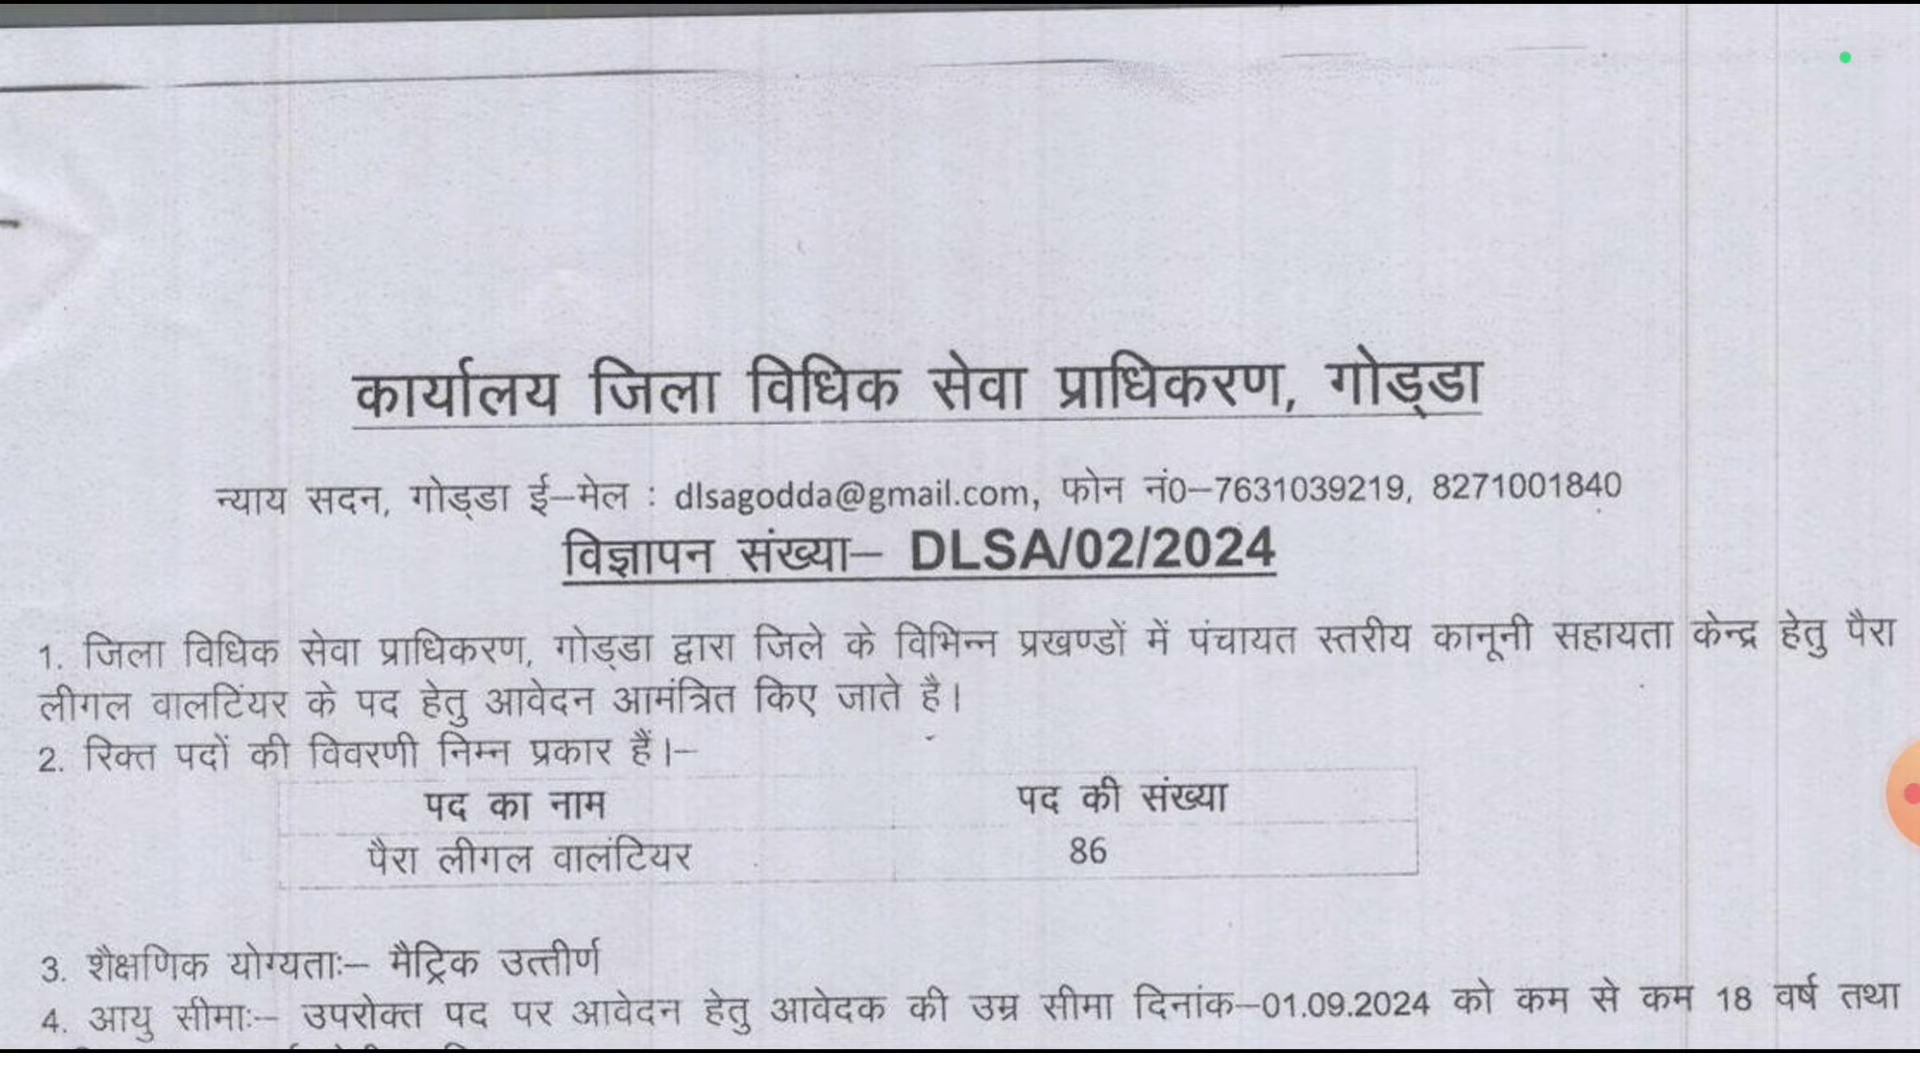 कार्यालय जिला विधिक सेवा प्राधिकरण, गोड्डा
न्याय सदन, गोड्डा ई–मेल : dlsagodda@gmail.com, फोन नं0–7631039219, 8271001840
विज्ञापन संख्या– DLSA/02/2024
1. जिला विधिक सेवा प्राधिकरण, गोड्डा द्वारा जिले के विभिन्न प्रखण्डों में पंचायत स्तरीय कानूनी सहायता केन्द्र हेतु पैरा
लीगल वालटिंयर के पद हेतु आवेदन आमंत्रित किए जाते है।
2. रिक्त पदों की विवरणी निम्न प्रकार हैं।–
पद का नाम पद की संख्या
पैरा लीगल वालंटियर 86
3. शैक्षणिक योग्यताः– मैट्रिक उत्तीर्ण
4. आयु सीमाः– उपरोक्त पद पर आवेदन हेतु आवेदक की उम्र सीमा दिनांक–01.09.2024 को कम से कम 18 वर्ष तथा